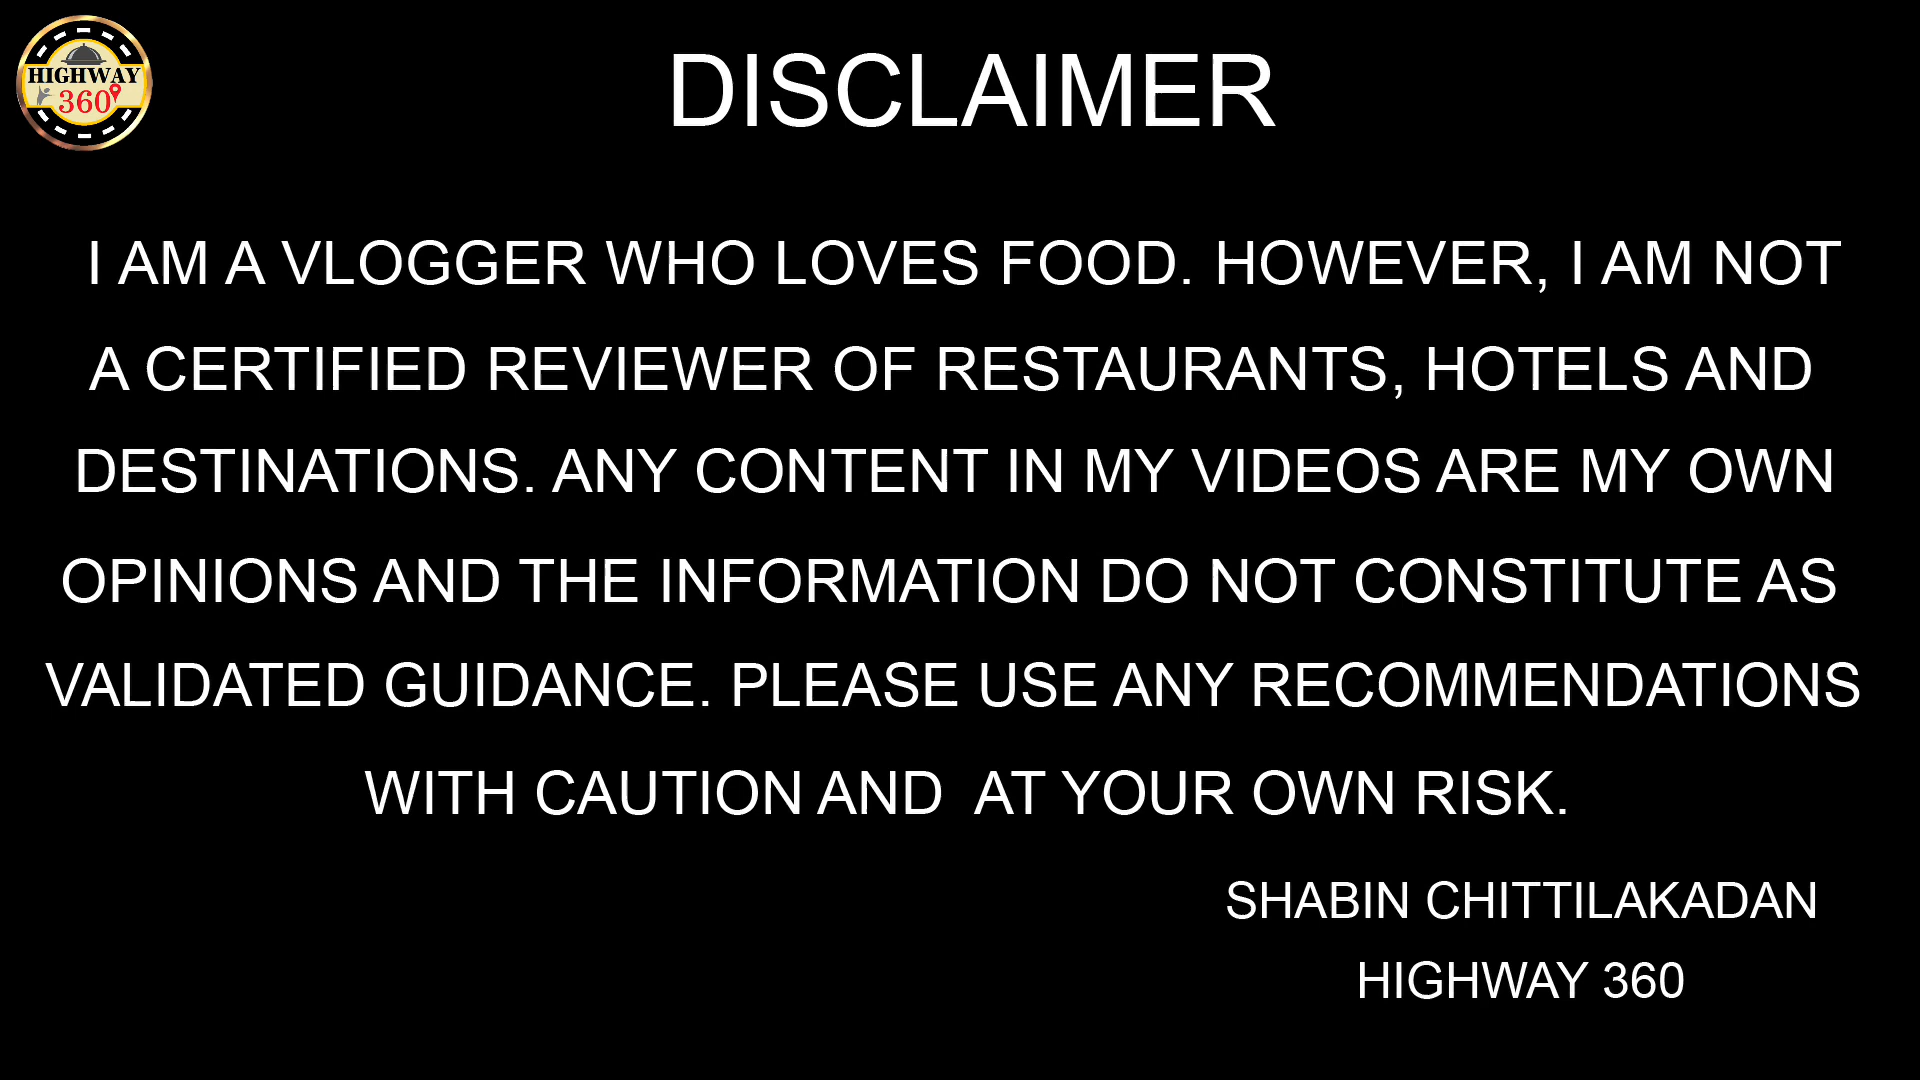 HIGHWAY
360
DISCLAIMER
I AM A VLOGGER WHO LOVES FOOD. HOWEVER, I AM NOT
A CERTIFIED REVIEWER OF RESTAURANTS, HOTELS AND
DESTINATIONS. ANY CONTENT IN MY VIDEOS ARE MY OWN
OPINIONS AND THE INFORMATION DO NOT CONSTITUTE AS
VALIDATED GUIDANCE. PLEASE USE ANY RECOMMENDATIONS
WITH CAUTION AND  AT YOUR OWN RISK.
SHABIN CHITTILAKADAN
HIGHWAY 360